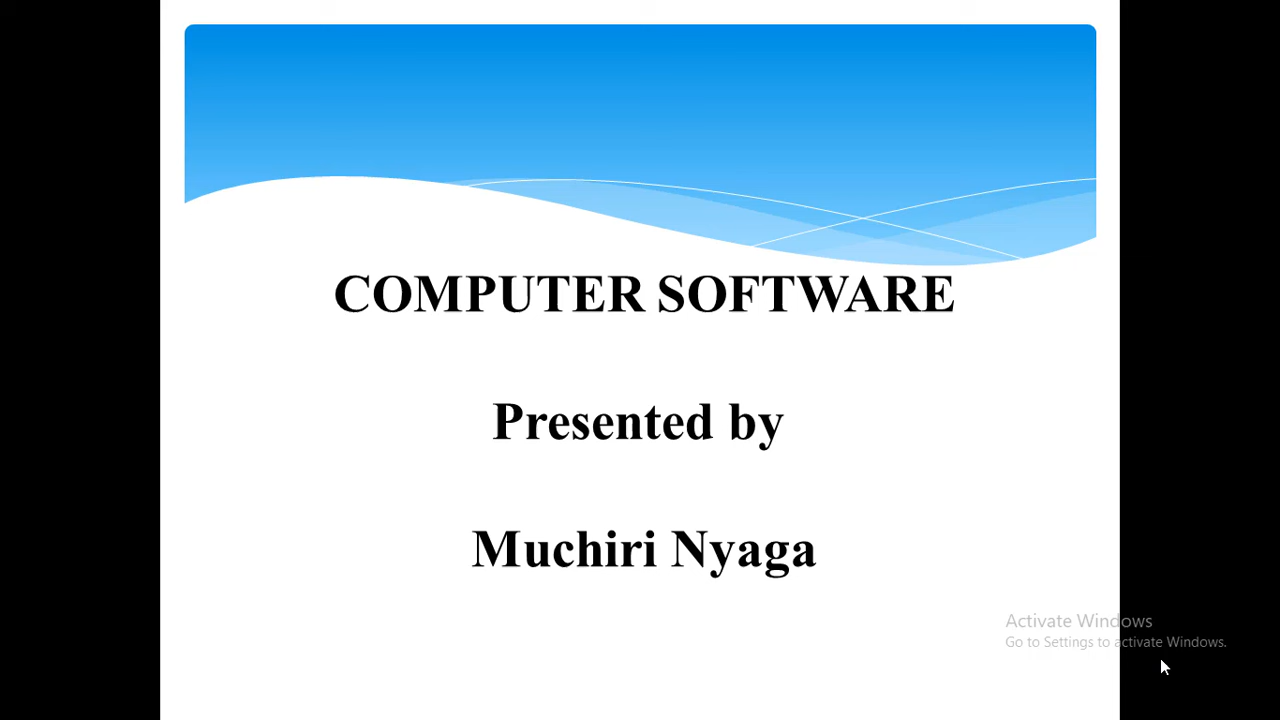 COMPUTER SOFTWARE
Presented by
Muchiri Nyaga
Activate Windows
Go to Settings to activate Windows.